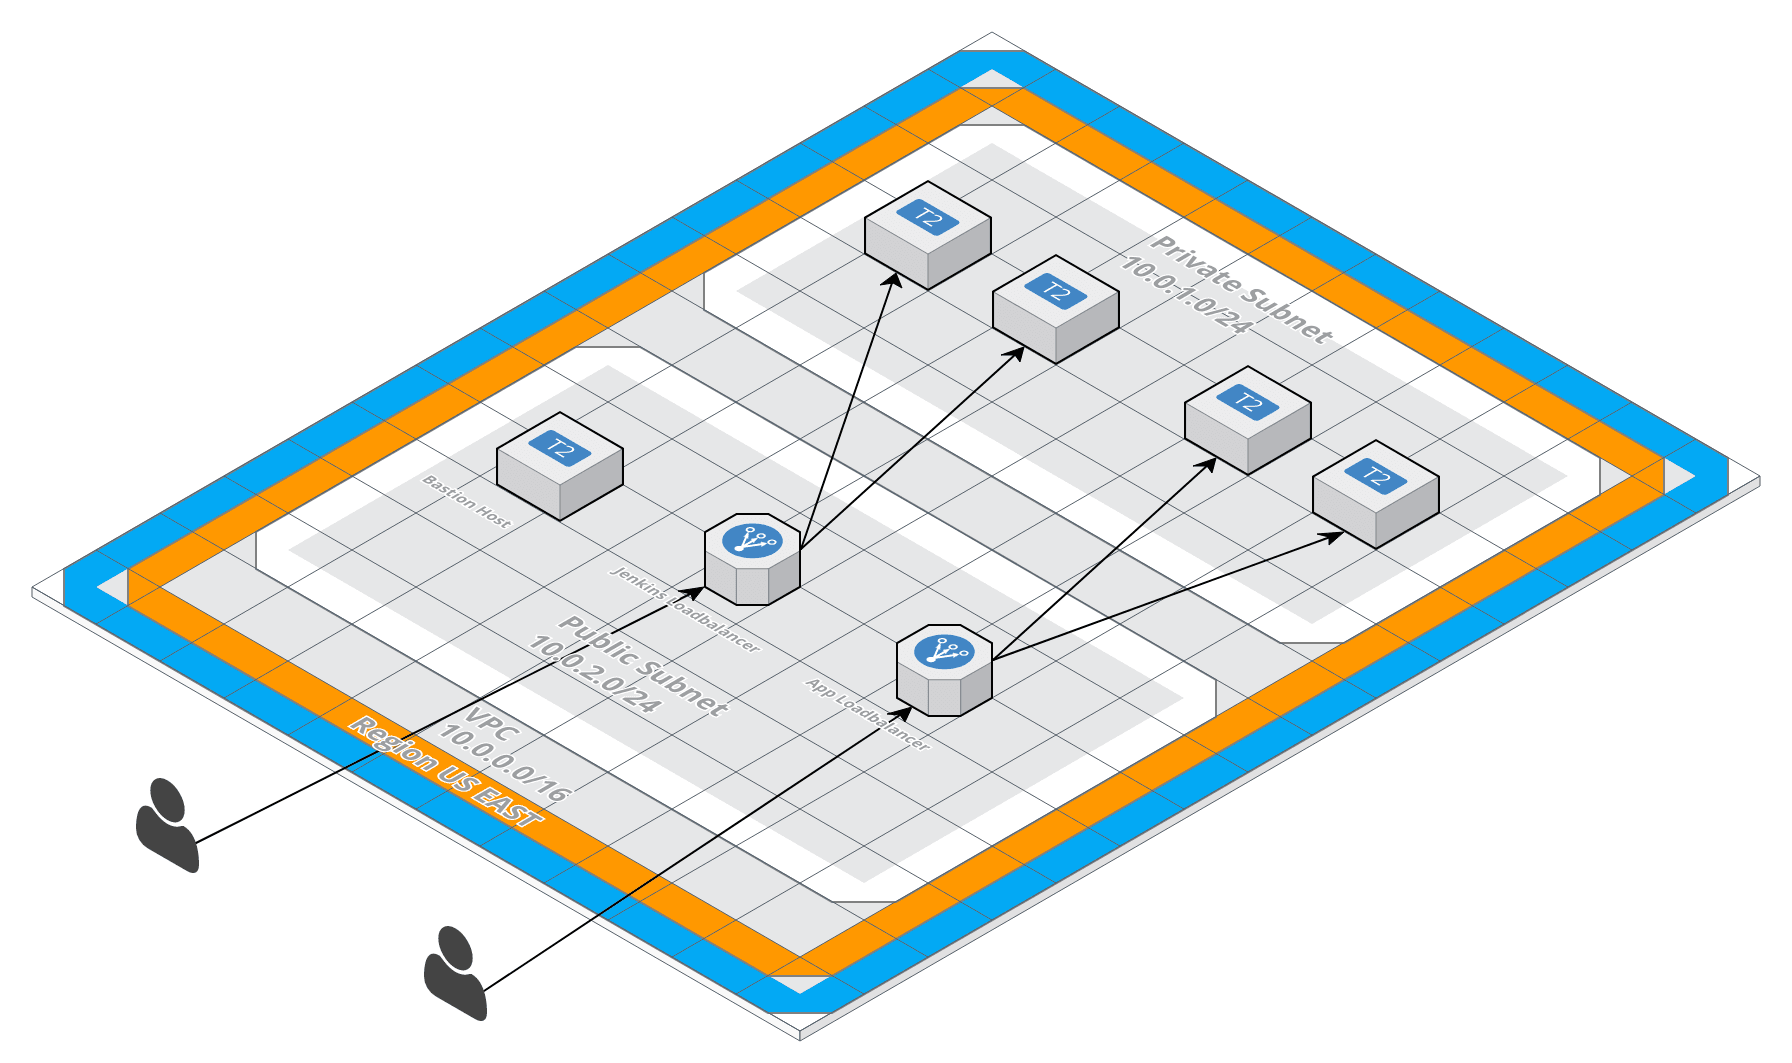 T2
T2
Private Subnet
10.0.1.0/24
T2
T2
T2
Bastion Host
Jenkins Loadbalancer
Public Subnet
10.0.2.0/24
App Loadbalancer
VPC
10.0.0.0/16
Region US EAST